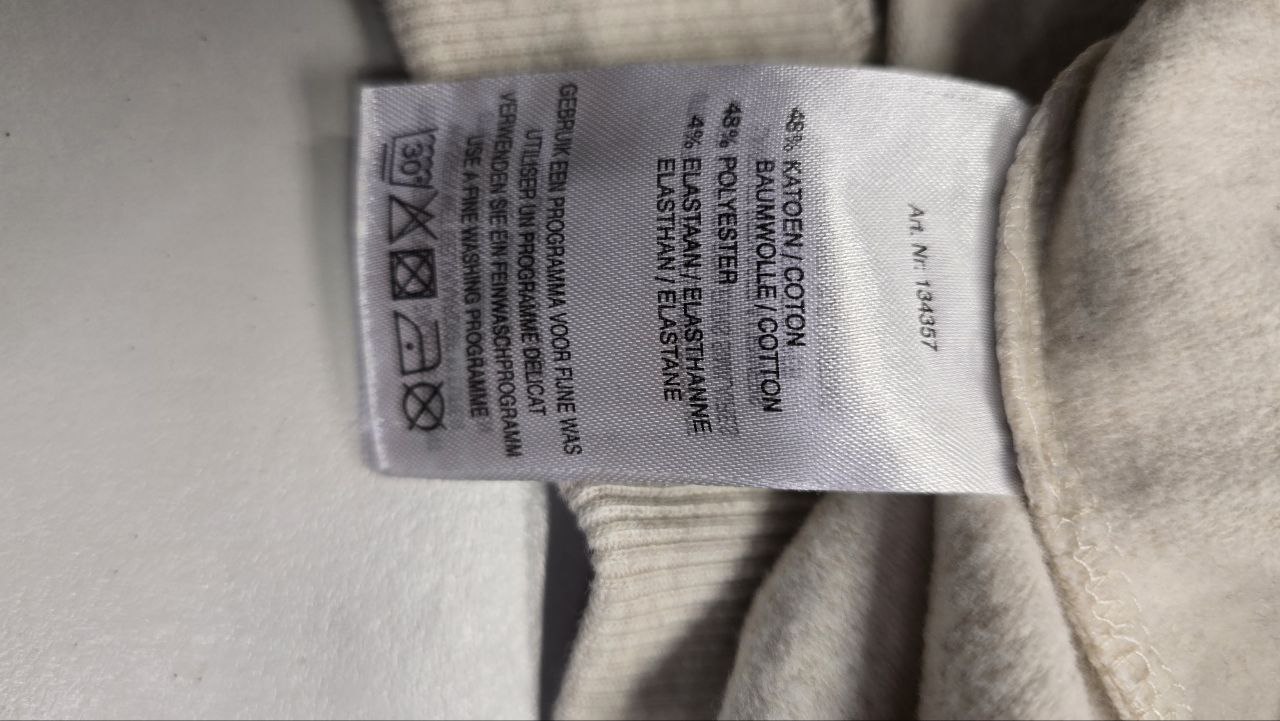 Art. Nr: 134357
48% KATOEN / COTON
BAUMWOLLE / COTTON
48% POLYESTER
4% ELASTAAN / ELASTHANNE
ELASTHAN / ELASTANE
GEBRUIK EEN PROGRAMMA VOOR FIJNE WAS
UTILISER UN PROGRAMME DELICAT
VERWENDEN SIE EIN FEINWASCHPROGRAMM
USE A FINE WASHING PROGRAMME
30°